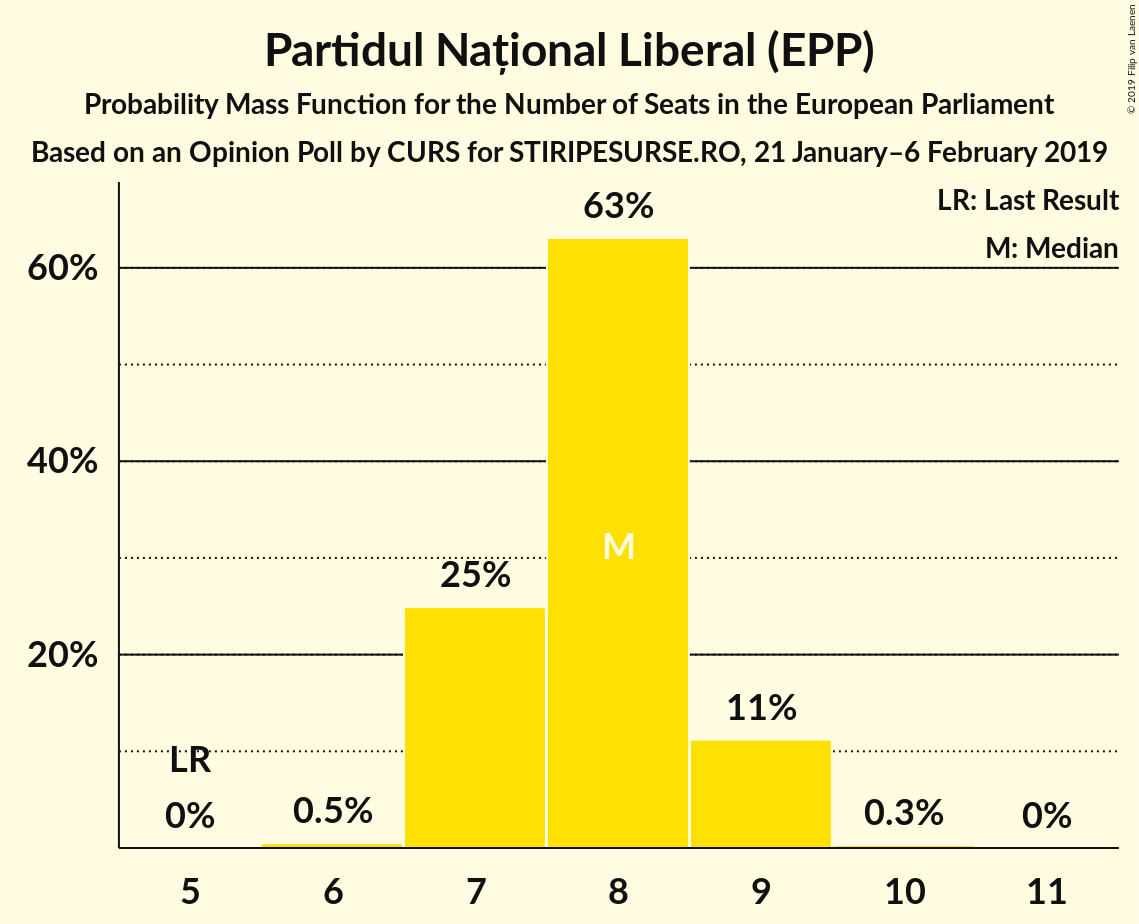 Partidul Național Liberal (EPP)
Probability Mass Function for the Number of Seats in the European Parliament
Based on an Opinion Poll by CURS for STIRIPESURSE.RO, 21 January–6 February 2019
© 2019 Filip van Laenen
LR: Last Result
M: Median
60%
40%
20%
LR
0%
0.5%
25%
63%
M
11%
0.3%
0%
5 6 7 8 9 10 11